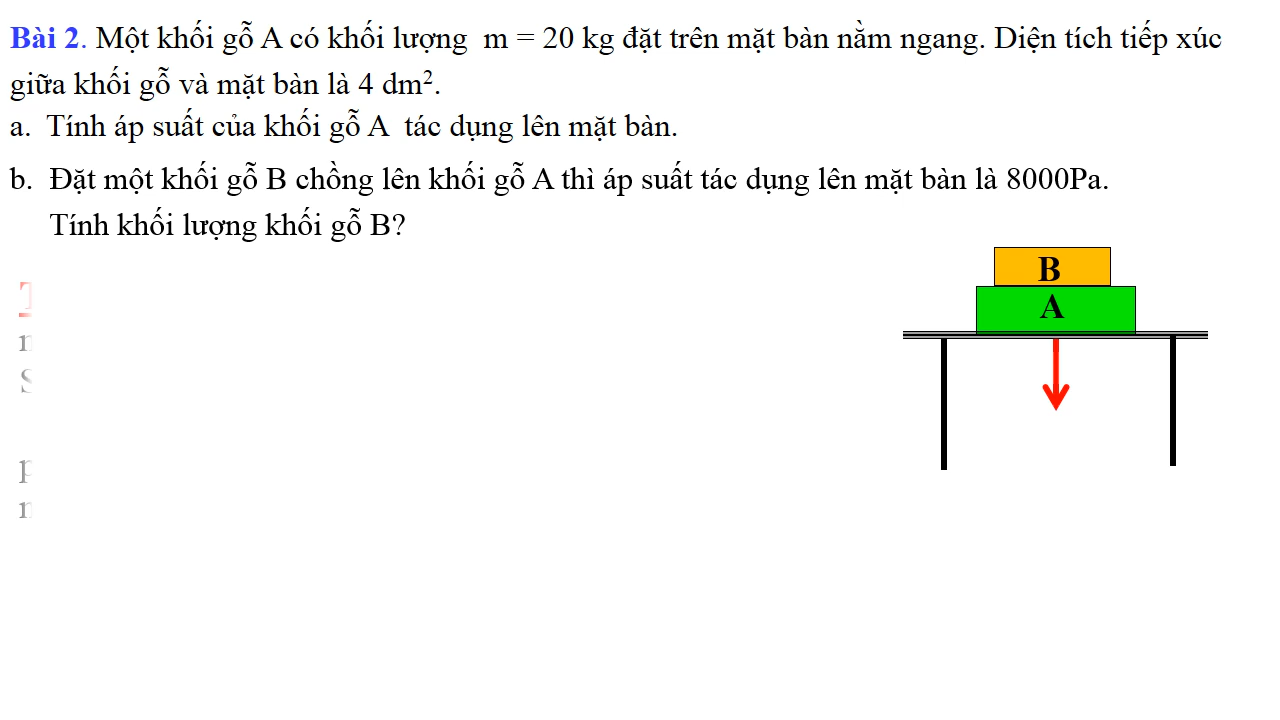 Bài 2. Một khối gỗ A có khối lượng m = 20 kg đặt trên mặt bàn nằm ngang. Diện tích tiếp xúc
giữa khối gỗ và mặt bàn là 4 dm².
a. Tính áp suất của khối gỗ A tác dụng lên mặt bàn.
b. Đặt một khối gỗ B chồng lên khối gỗ A thì áp suất tác dụng lên mặt bàn là 8000Pa.
Tính khối lượng khối gỗ B?
B
A